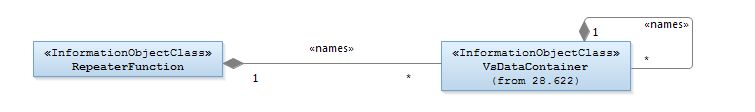 «names»
1
«InformationObjectClass»
RepeaterFunction
«names»
1
*
«InformationObjectClass»
VsDataContainer
(from 28.622)
*